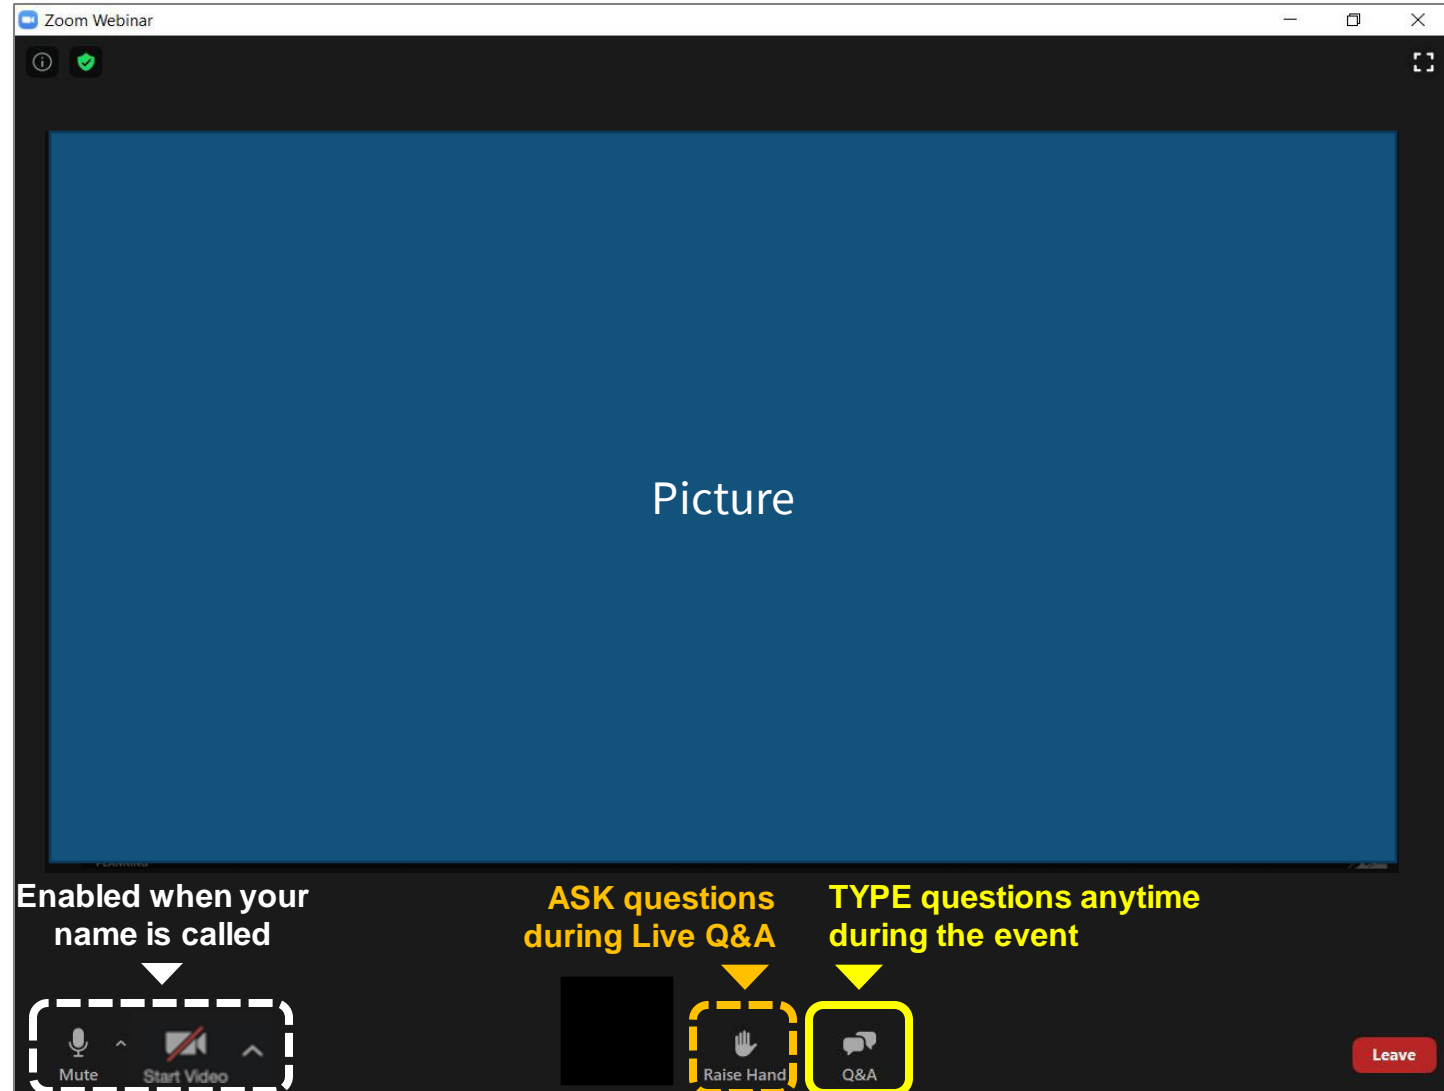 Zoom Webinar
Picture
PLANNING
Enabled when your
name is called
ASK questions
during Live Q&A
TYPE questions anytime
during the event
Mute
Start Video
Raise Hand
Q&A
Leave